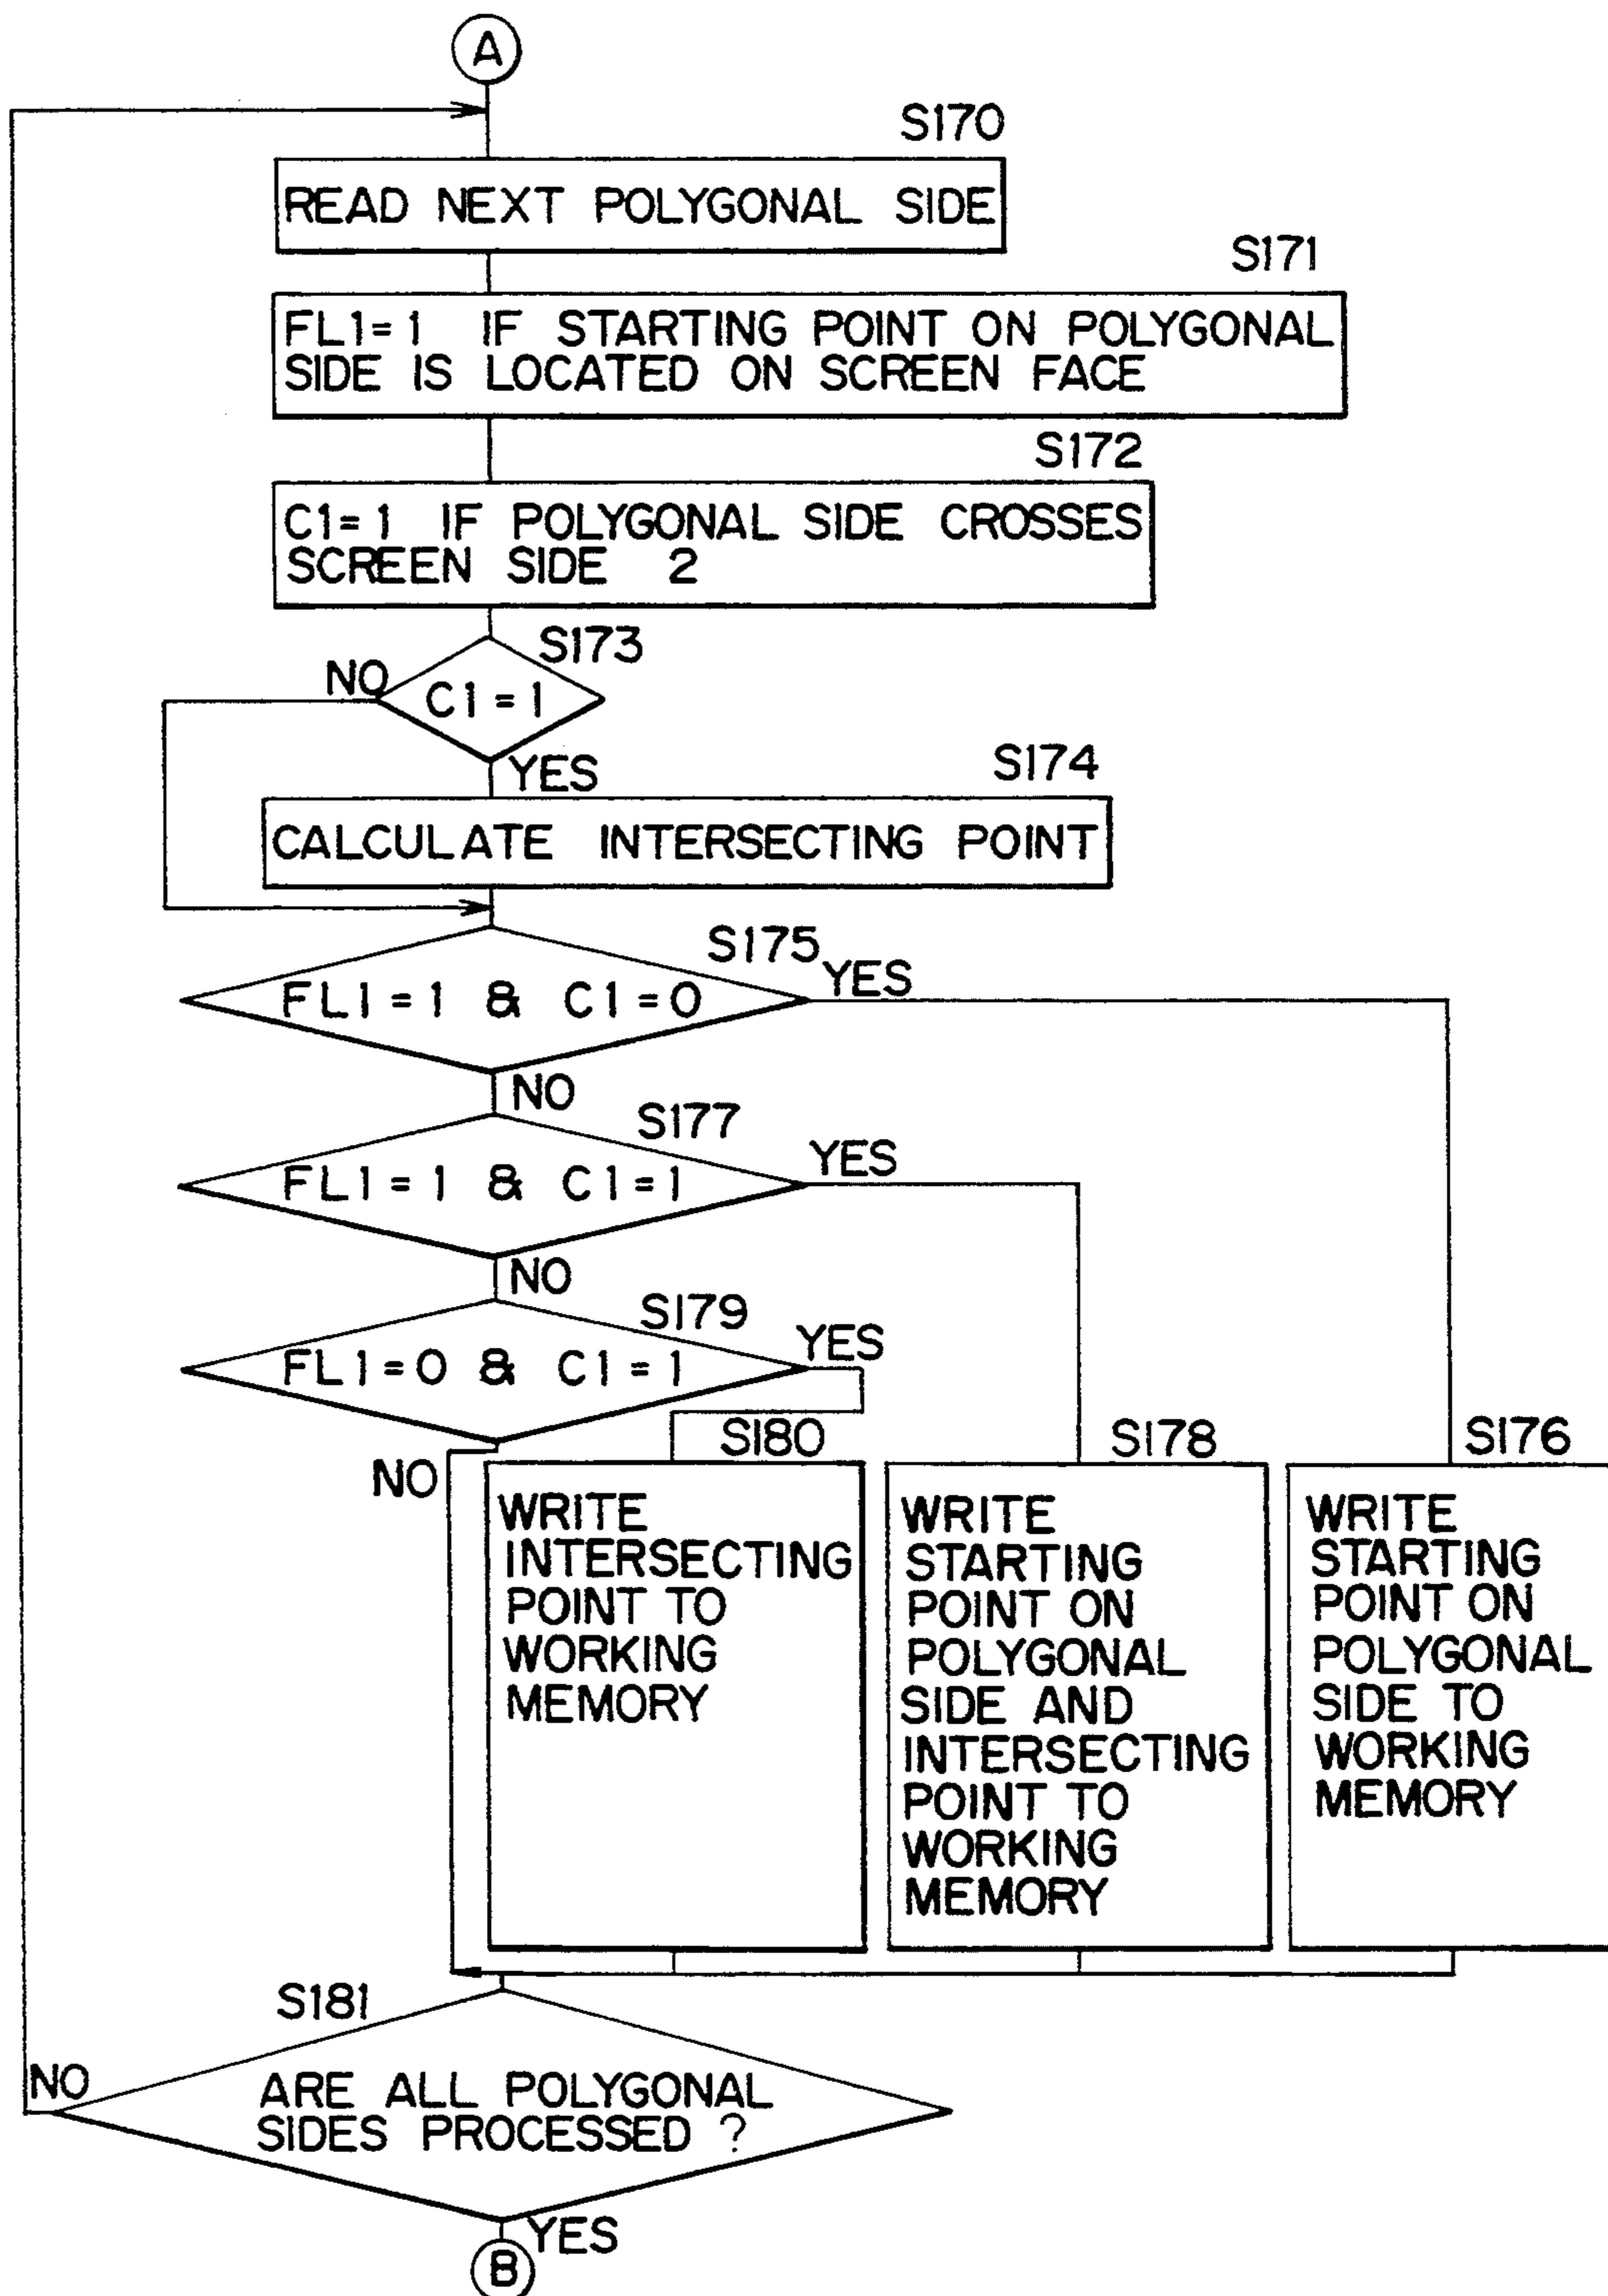 A
S170
READ NEXT POLYGONAL SIDE
S171
FL1=1 IF STARTING POINT ON POLYGONAL
SIDE IS LOCATED ON SCREEN FACE
S172
C1=1 IF POLYGONAL SIDE CROSSES
SCREEN SIDE 2
S173
NO
C1=1
YES
S174
CALCULATE INTERSECTING POINT
S175
YES
FL1=1 & C1=0
NO
S177
YES
FL1=1 & C1=1
NO
S179
YES
FL1=0 & C1=1
NO
S180
WRITE
INTERSECTING
POINT TO
WORKING
MEMORY
S178
WRITE
STARTING
POINT ON
POLYGONAL
SIDE AND
INTERSECTING
POINT TO
WORKING
MEMORY
S176
WRITE
STARTING
POINT ON
POLYGONAL
SIDE TO
WORKING
MEMORY
S181
NO
ARE ALL POLYGONAL
SIDES PROCESSED ?
YES
B